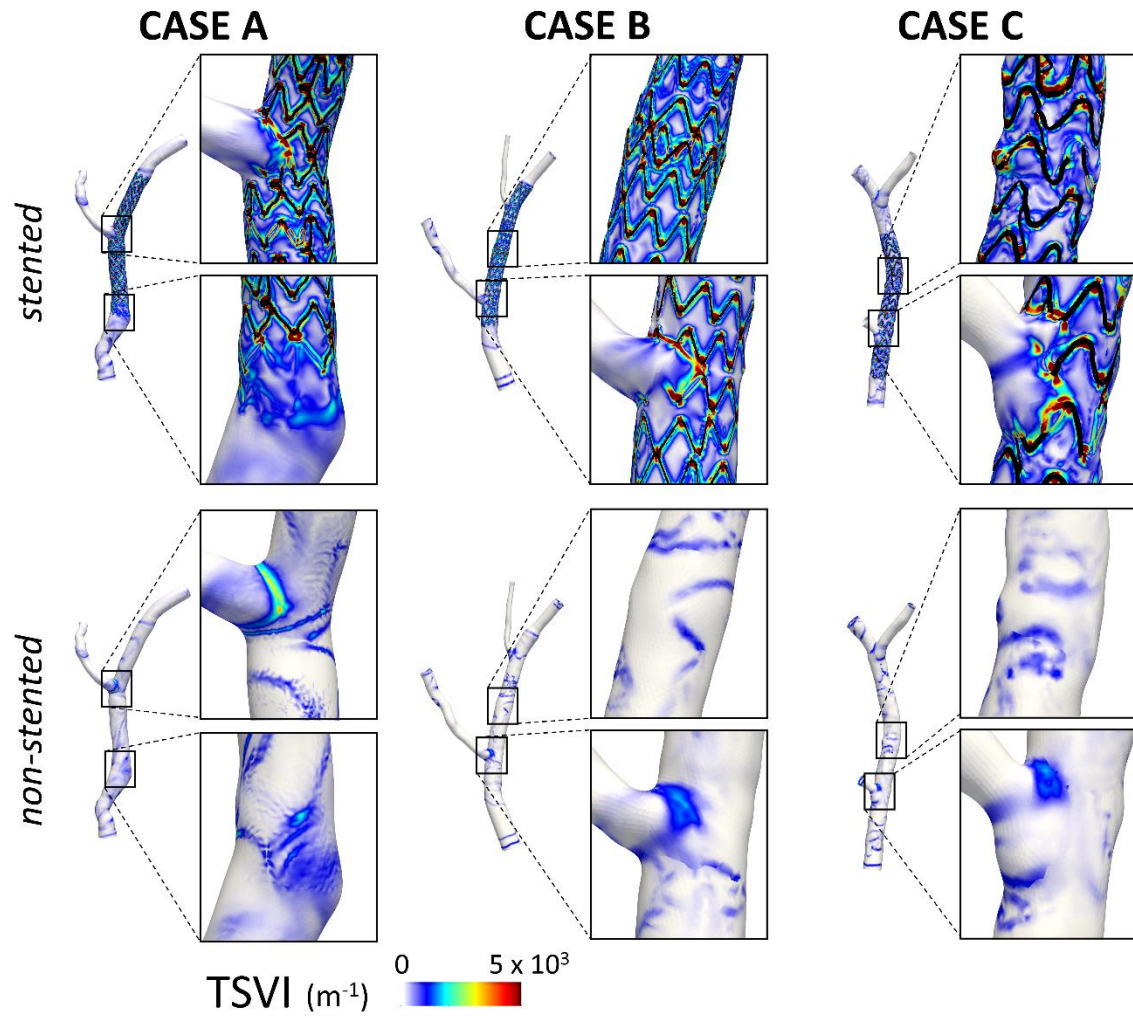 CASE A CASE B CASE C
stented
non-stented
0 5 x 10³
TSVI (m⁻¹)